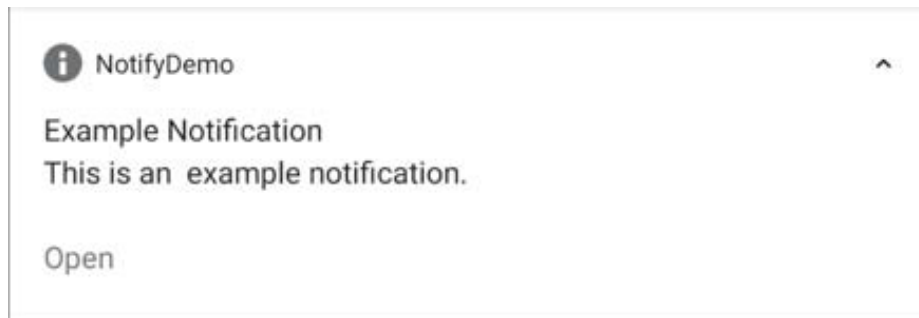 NotifyDemo
Example Notification
This is an  example notification.
Open